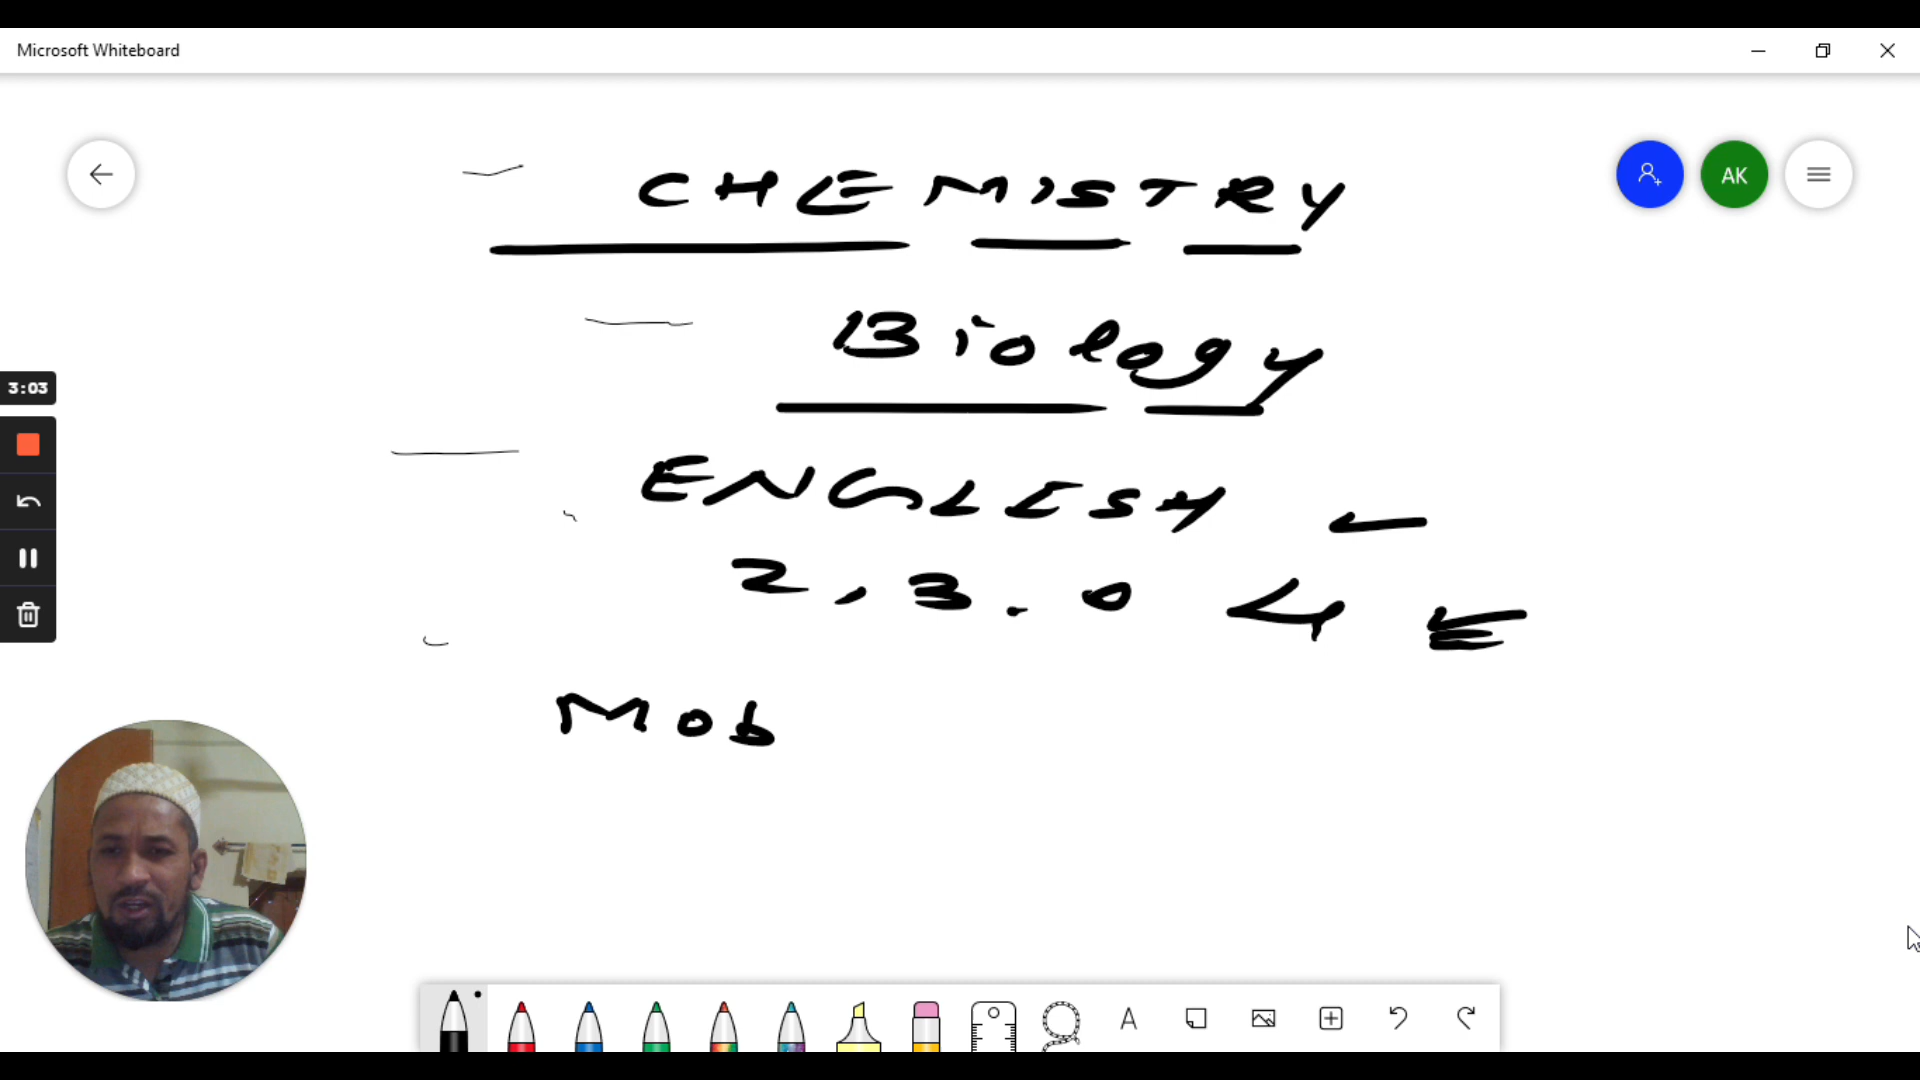 Microsoft Whiteboard
AK
CHEMISTRY
Biology
3:03
ENGLISH
2, 3. 0 4
Mob
A